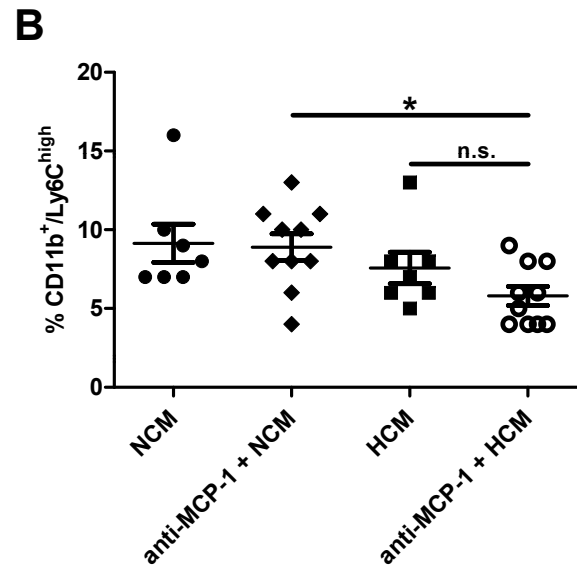 B
% CD11b⁺/Ly6Cʰⁱᵍʰ
20
15
10
5
0
*
n.s.
NCM
anti-MCP-1 + NCM
HCM
anti-MCP-1 + HCM